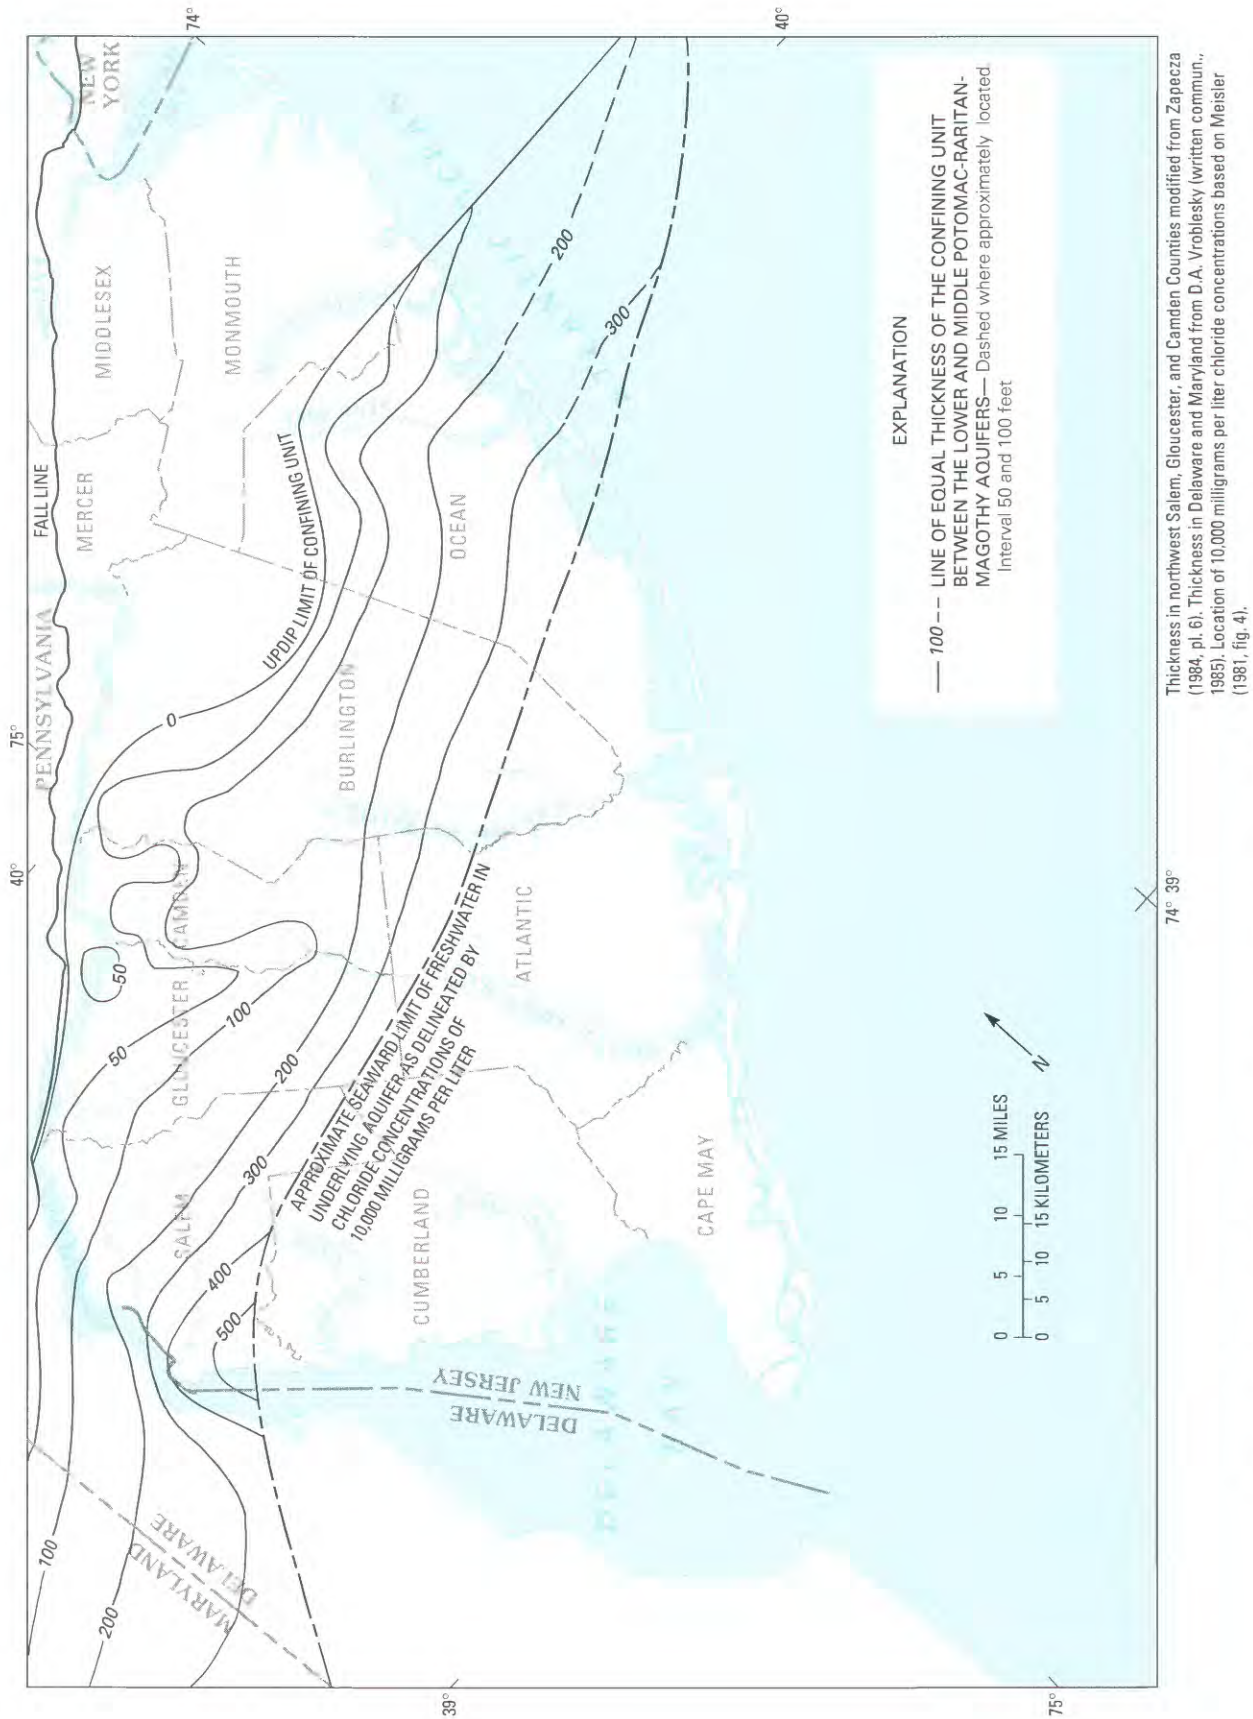 74°
40°
NEW
YORK
MIDDLESEX
MONMOUTH
FALL LINE
MERCER
UPDIP LIMIT OF CONFINING UNIT
OCEAN
200
300
PENNSYLVANIA
75°
0
BURLINGTON
40°
CAMDEN
50
GLOUCESTER
50
100
200
300
ATLANTIC
APPROXIMATE SEAWARD LIMIT OF FRESHWATER IN
UNDERLYING AQUIFER AS DELINEATED BY
CHLORIDE CONCENTRATIONS OF
10,000 MILLIGRAMS PER LITER
SALEM
400
500
CUMBERLAND
CAPE MAY
NEW JERSEY
DELAWARE
DELAWARE
BAY
MARYLAND
DELAWARE
100
200
39°
75°
74° 39°
N
0 5 10 15 MILES
0 5 10 15 KILOMETERS
EXPLANATION
— 100 – – LINE OF EQUAL THICKNESS OF THE CONFINING UNIT
BETWEEN THE LOWER AND MIDDLE POTOMAC-RARITAN-
MAGOTHY AQUIFERS— Dashed where approximately located.
Interval 50 and 100 feet
Thickness in northwest Salem, Gloucester, and Camden Counties modified from Zapecza
(1984, pl. 6). Thickness in Delaware and Maryland from D.A. Vroblesky (written commun.,
1985). Location of 10,000 milligrams per liter chloride concentrations based on Meisler
(1981, fig. 4).